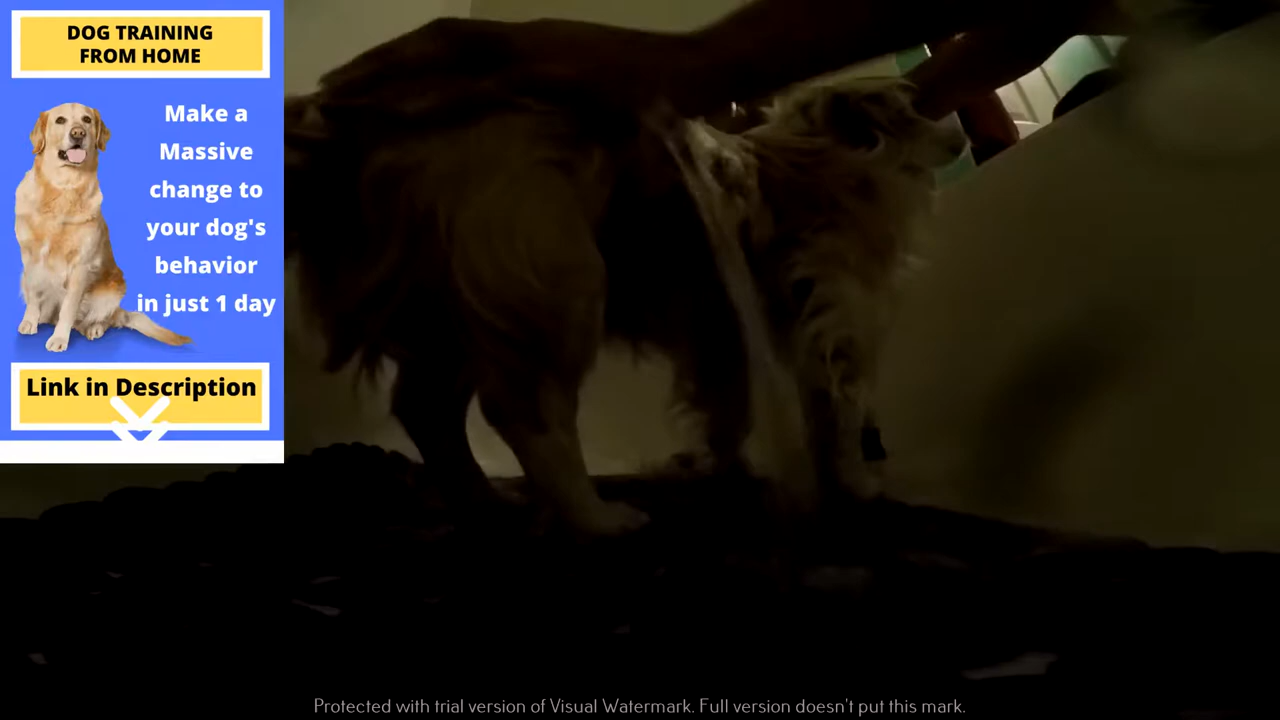 DOG TRAINING
FROM HOME
Make a
Massive
change to
your dog's
behavior
in just 1 day
Link in Description
Protected with trial version of Visual Watermark. Full version doesn't put this mark.